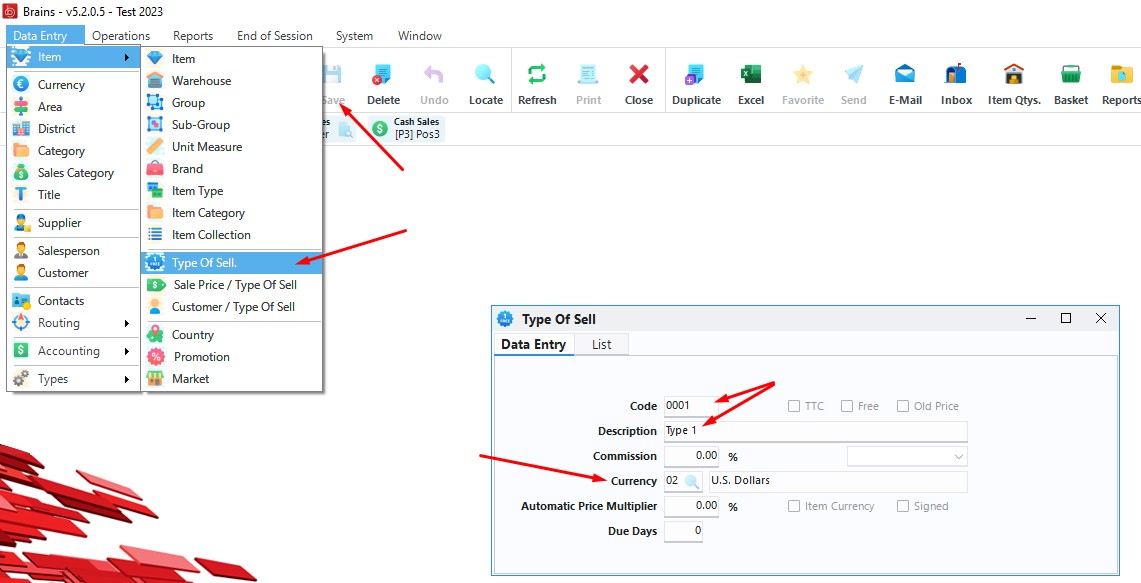 Brains - v5.2.0.5 - Test 2023
Data Entry Operations Reports End of Session System Window
Item
Currency
Area
District
Category
Sales Category
Title
Supplier
Salesperson
Customer
Contacts
Routing
Accounting
Types
Item
Warehouse
Group
Sub-Group
Unit Measure
Brand
Item Type
Item Category
Item Collection
Type Of Sell.
Sale Price / Type Of Sell
Customer / Type Of Sell
Country
Promotion
Market
Save Delete Undo Locate Refresh Print Close Duplicate Excel Favorite Send E-Mail Inbox Item Qtys. Basket Reports
Cash Sales
[P3] Pos3
Type Of Sell
Data Entry List
Code 0001 TTC Free Old Price
Description Type 1
Commission 0.00 %
Currency 02 U.S. Dollars
Automatic Price Multiplier 0.00 % Item Currency Signed
Due Days 0